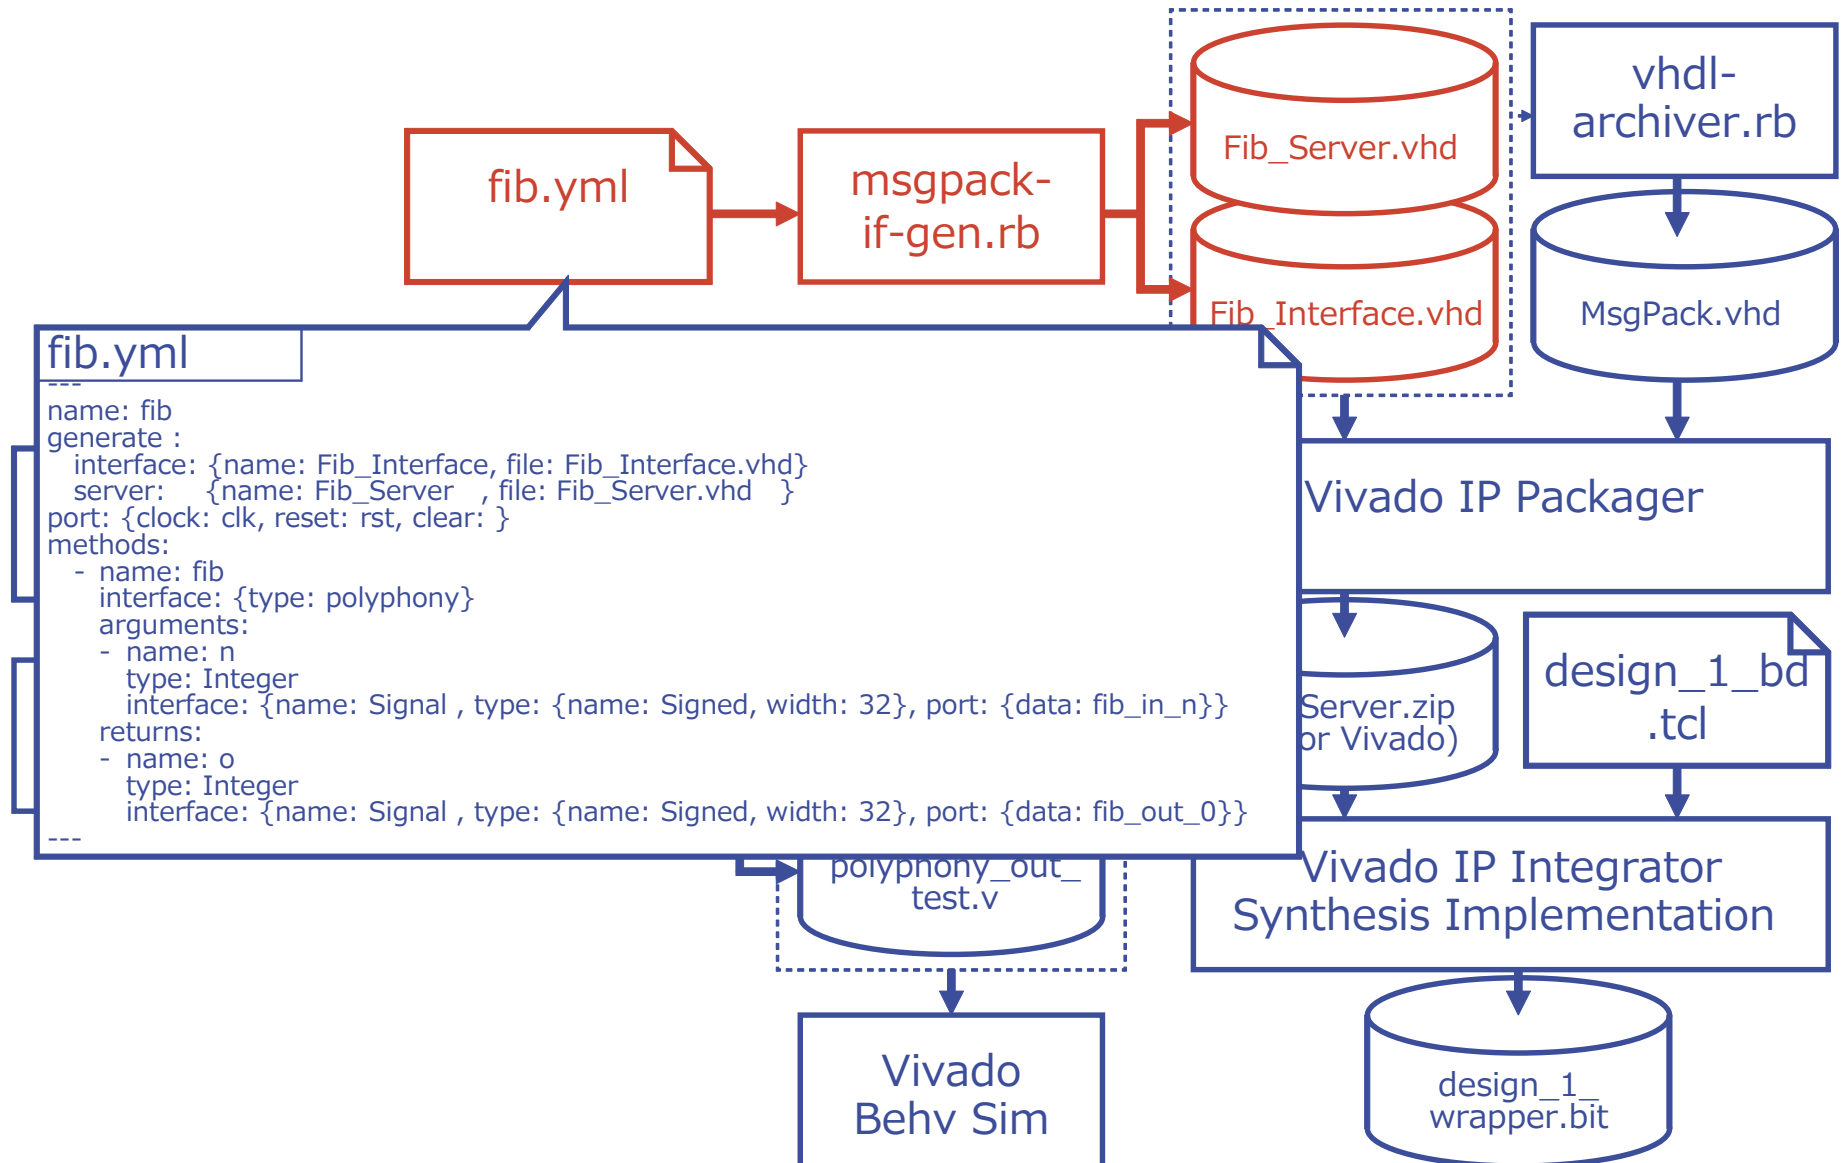 fib.yml
msgpack-
if-gen.rb
Fib_Server.vhd
Fib_Interface.vhd
vhdl-
archiver.rb
MsgPack.vhd
fib.yml
---
name: fib
generate :
interface: {name: Fib_Interface, file: Fib_Interface.vhd}
server: {name: Fib_Server , file: Fib_Server.vhd }
port: {clock: clk, reset: rst, clear: }
methods:
- name: fib
interface: {type: polyphony}
arguments:
- name: n
type: Integer
interface: {name: Signal , type: {name: Signed, width: 32}, port: {data: fib_in_n}}
returns:
- name: o
type: Integer
interface: {name: Signal , type: {name: Signed, width: 32}, port: {data: fib_out_0}}
---
Vivado IP Packager
Server.zip
or Vivado)
design_1_bd
.tcl
Vivado IP Integrator
Synthesis Implementation
polyphony_out_
test.v
Vivado
Behv Sim
design_1_
wrapper.bit